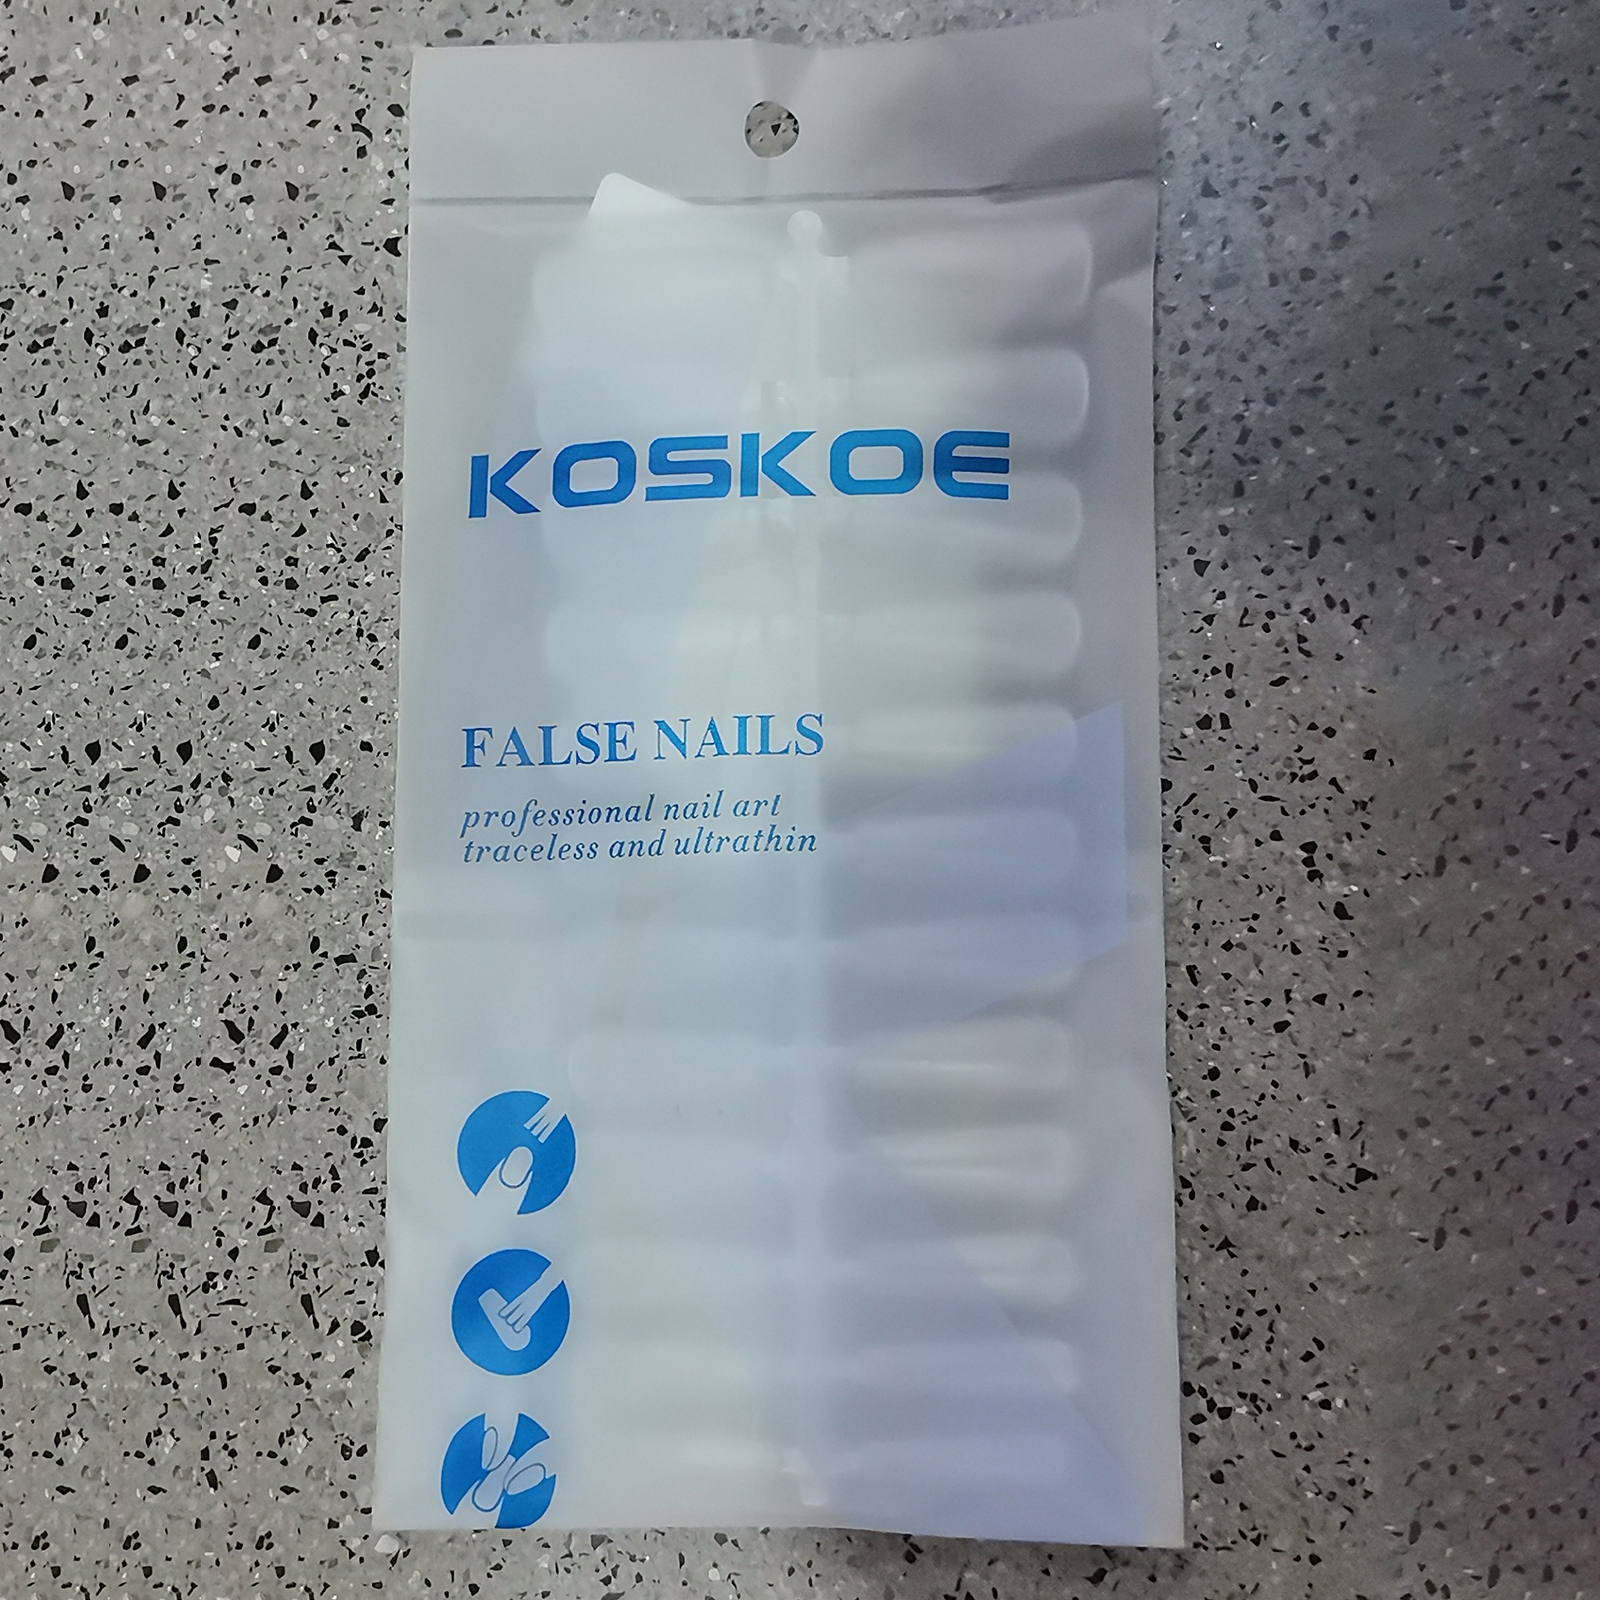 KOSKOE
FALSE NAILS
professional nail art
traceless and ultrathin